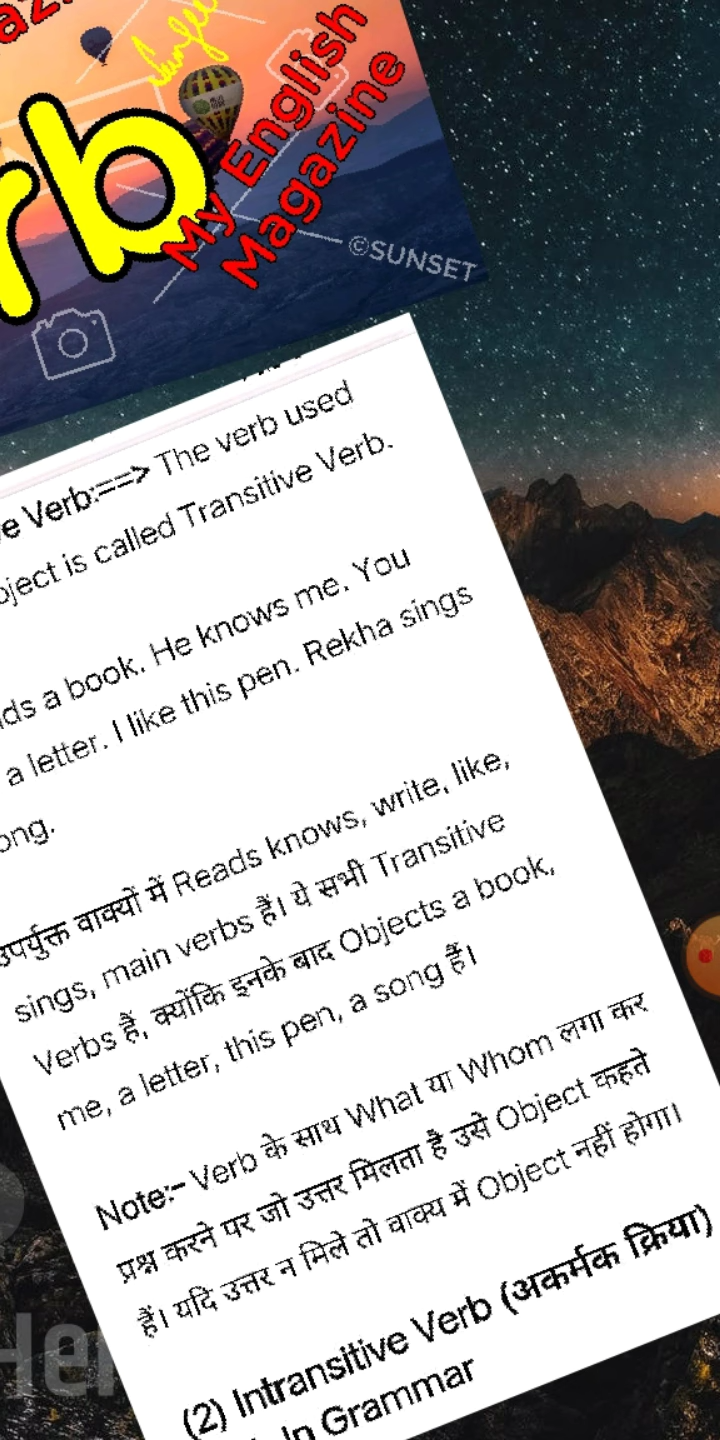 My English
Magazine
©SUNSET
Verb:==> The verb used
is called Transitive Verb.
a book. He knows me. You
a letter. I like this pen. Rekha sings
उपर्युक्त वाक्यों में Reads knows, write, like,
sings, main verbs हैं। ये सभी Transitive
Verbs हैं, क्योंकि इनके बाद Objects a book,
me, a letter, this pen, a song हैं।
Note:- Verb के साथ What या Whom लगा कर
प्रश्न करने पर जो उत्तर मिलता है उसे Object कहते
हैं। यदि उत्तर न मिले तो वाक्य में Object नहीं होगा।
(2) Intransitive Verb (अकर्मक क्रिया)
In Grammar